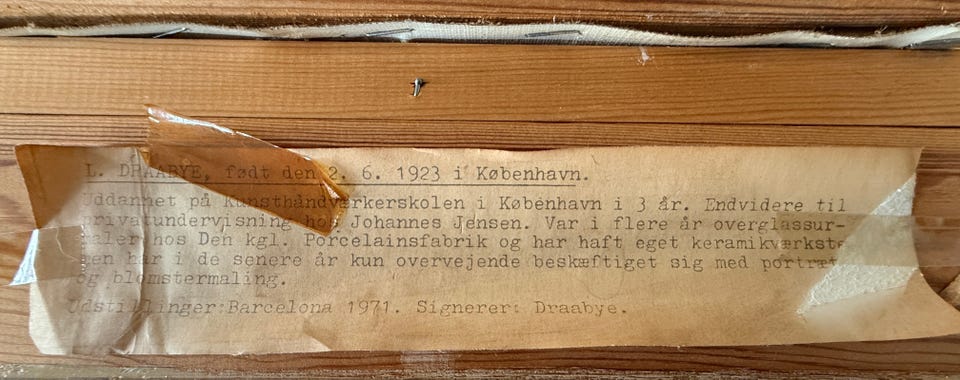 L. DRAABYE, født den 2. 6. 1923 i København.
Uddannet på Kunsthåndværkerskolen i København i 3 år. Endvidere til
privatundervisning hos Johannes Jensen. Var i flere år overglassur-
maler hos Den kgl. Porcelainsfabrik og har haft eget keramikværkste
men har i de senere år kun overvejende beskæftiget sig med portræt
og blomstermaling.
Udstillinger:Barcelona 1971. Signerer: Draabye.